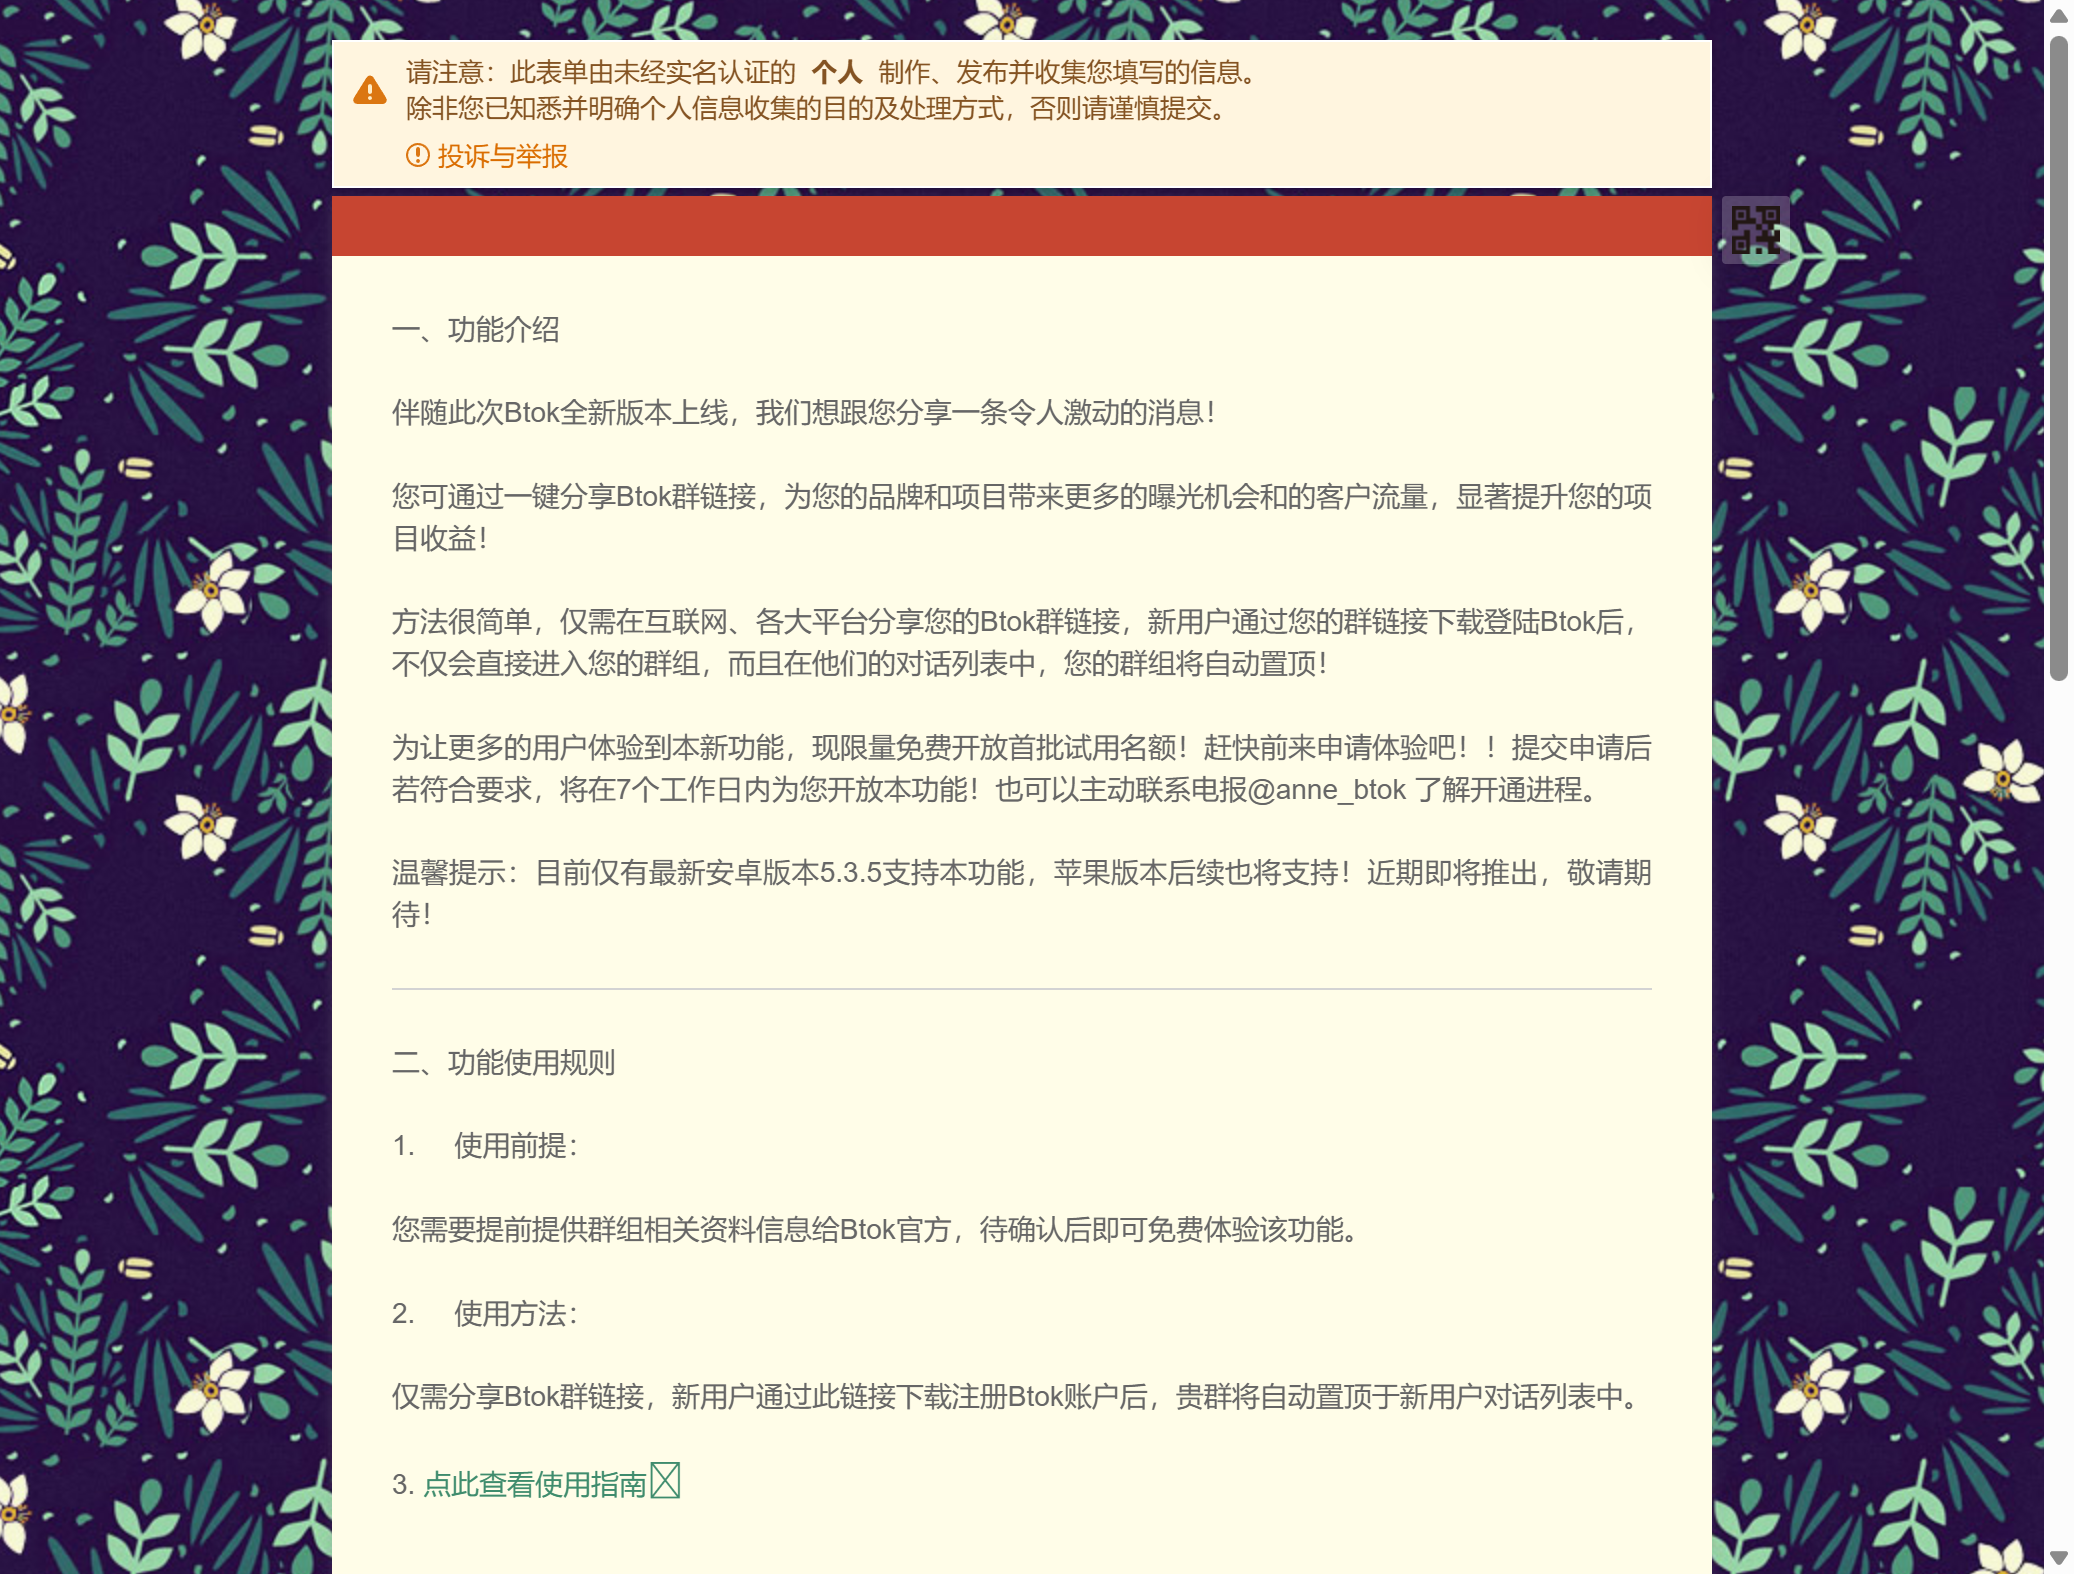 请注意：此表单由未经实名认证的 个人 制作、发布并收集您填写的信息。
除非您已知悉并明确个人信息收集的目的及处理方式，否则请谨慎提交。
投诉与举报
一、功能介绍
伴随此次Btok全新版本上线，我们想跟您分享一条令人激动的消息！
您可通过一键分享Btok群链接，为您的品牌和项目带来更多的曝光机会和的客户流量，显著提升您的项
目收益！
方法很简单，仅需在互联网、各大平台分享您的Btok群链接，新用户通过您的群链接下载登陆Btok后，
不仅会直接进入您的群组，而且在他们的对话列表中，您的群组将自动置顶！
为让更多的用户体验到本新功能，现限量免费开放首批试用名额！赶快前来申请体验吧！！提交申请后
若符合要求，将在7个工作日内为您开放本功能！也可以主动联系电报@anne_btok 了解开通进程。
温馨提示：目前仅有最新安卓版本5.3.5支持本功能，苹果版本后续也将支持！近期即将推出，敬请期
待！
二、功能使用规则
1. 使用前提：
您需要提前提供群组相关资料信息给Btok官方，待确认后即可免费体验该功能。
2. 使用方法：
仅需分享Btok群链接，新用户通过此链接下载注册Btok账户后，贵群将自动置顶于新用户对话列表中。
3. 点此查看使用指南